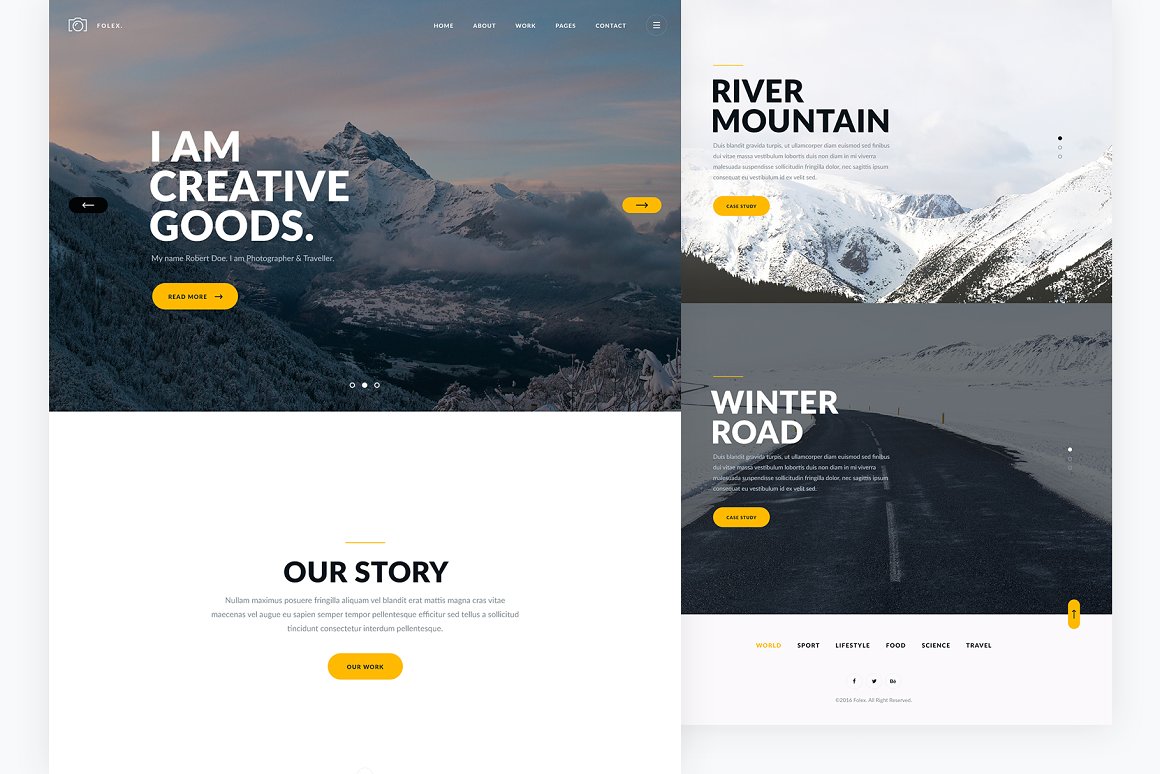 FOLEX.
HOME ABOUT WORK PAGES CONTACT
I AM
CREATIVE
GOODS.
My name Robert Doe. I am Photographer & Traveller.
READ MORE
OUR STORY
Nullam maximus posuere fringilla aliquam vel blandit erat mattis magna cras vitae
maecenas vel augue eu sapien semper tempor pellentesque efficitur sed tellus a sollicitud
tincidunt consectetur interdum pellentesque.
OUR WORK
RIVER
MOUNTAIN
Duis blandit gravida turpis, ut ullamcorper diam euismod sed finibus
dui vitae massa vestibulum lobortis duis non diam in mi viverra
malesuada suspendisse sollicitudin fringilla dolor, nec sagittis ipsum
consequat eu vestibulum id ex velit sed.
CASE STUDY
WINTER
ROAD
Duis blandit gravida turpis, ut ullamcorper diam euismod sed finibus
dui vitae massa vestibulum lobortis duis non diam in mi viverra
malesuada suspendisse sollicitudin fringilla dolor, nec sagittis ipsum
consequat eu vestibulum id ex velit sed.
CASE STUDY
WORLD SPORT LIFESTYLE FOOD SCIENCE TRAVEL
©2016 Folex. All Right Reserved.